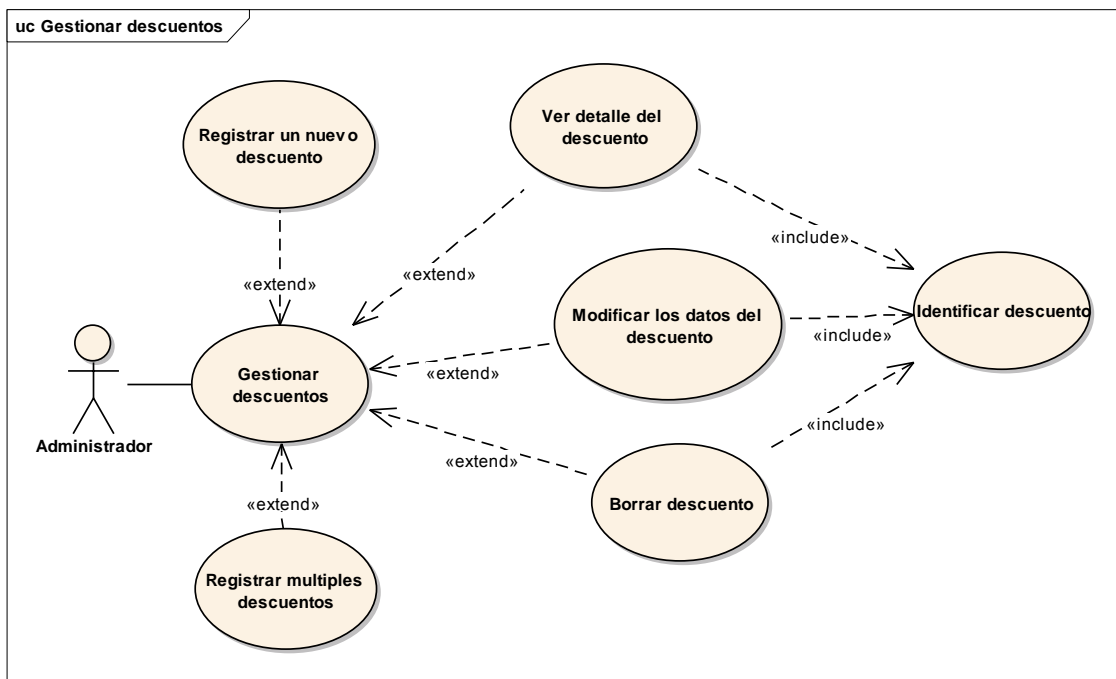 uc Gestionar descuentos
Registrar un nuevo
descuento
Ver detalle del
descuento
«include»
«extend»
«extend»
Modificar los datos del
descuento
Identificar descuento
«include»
«extend»
Gestionar
descuentos
Administrador
«include»
«extend»
«extend»
Borrar descuento
Registrar multiples
descuentos